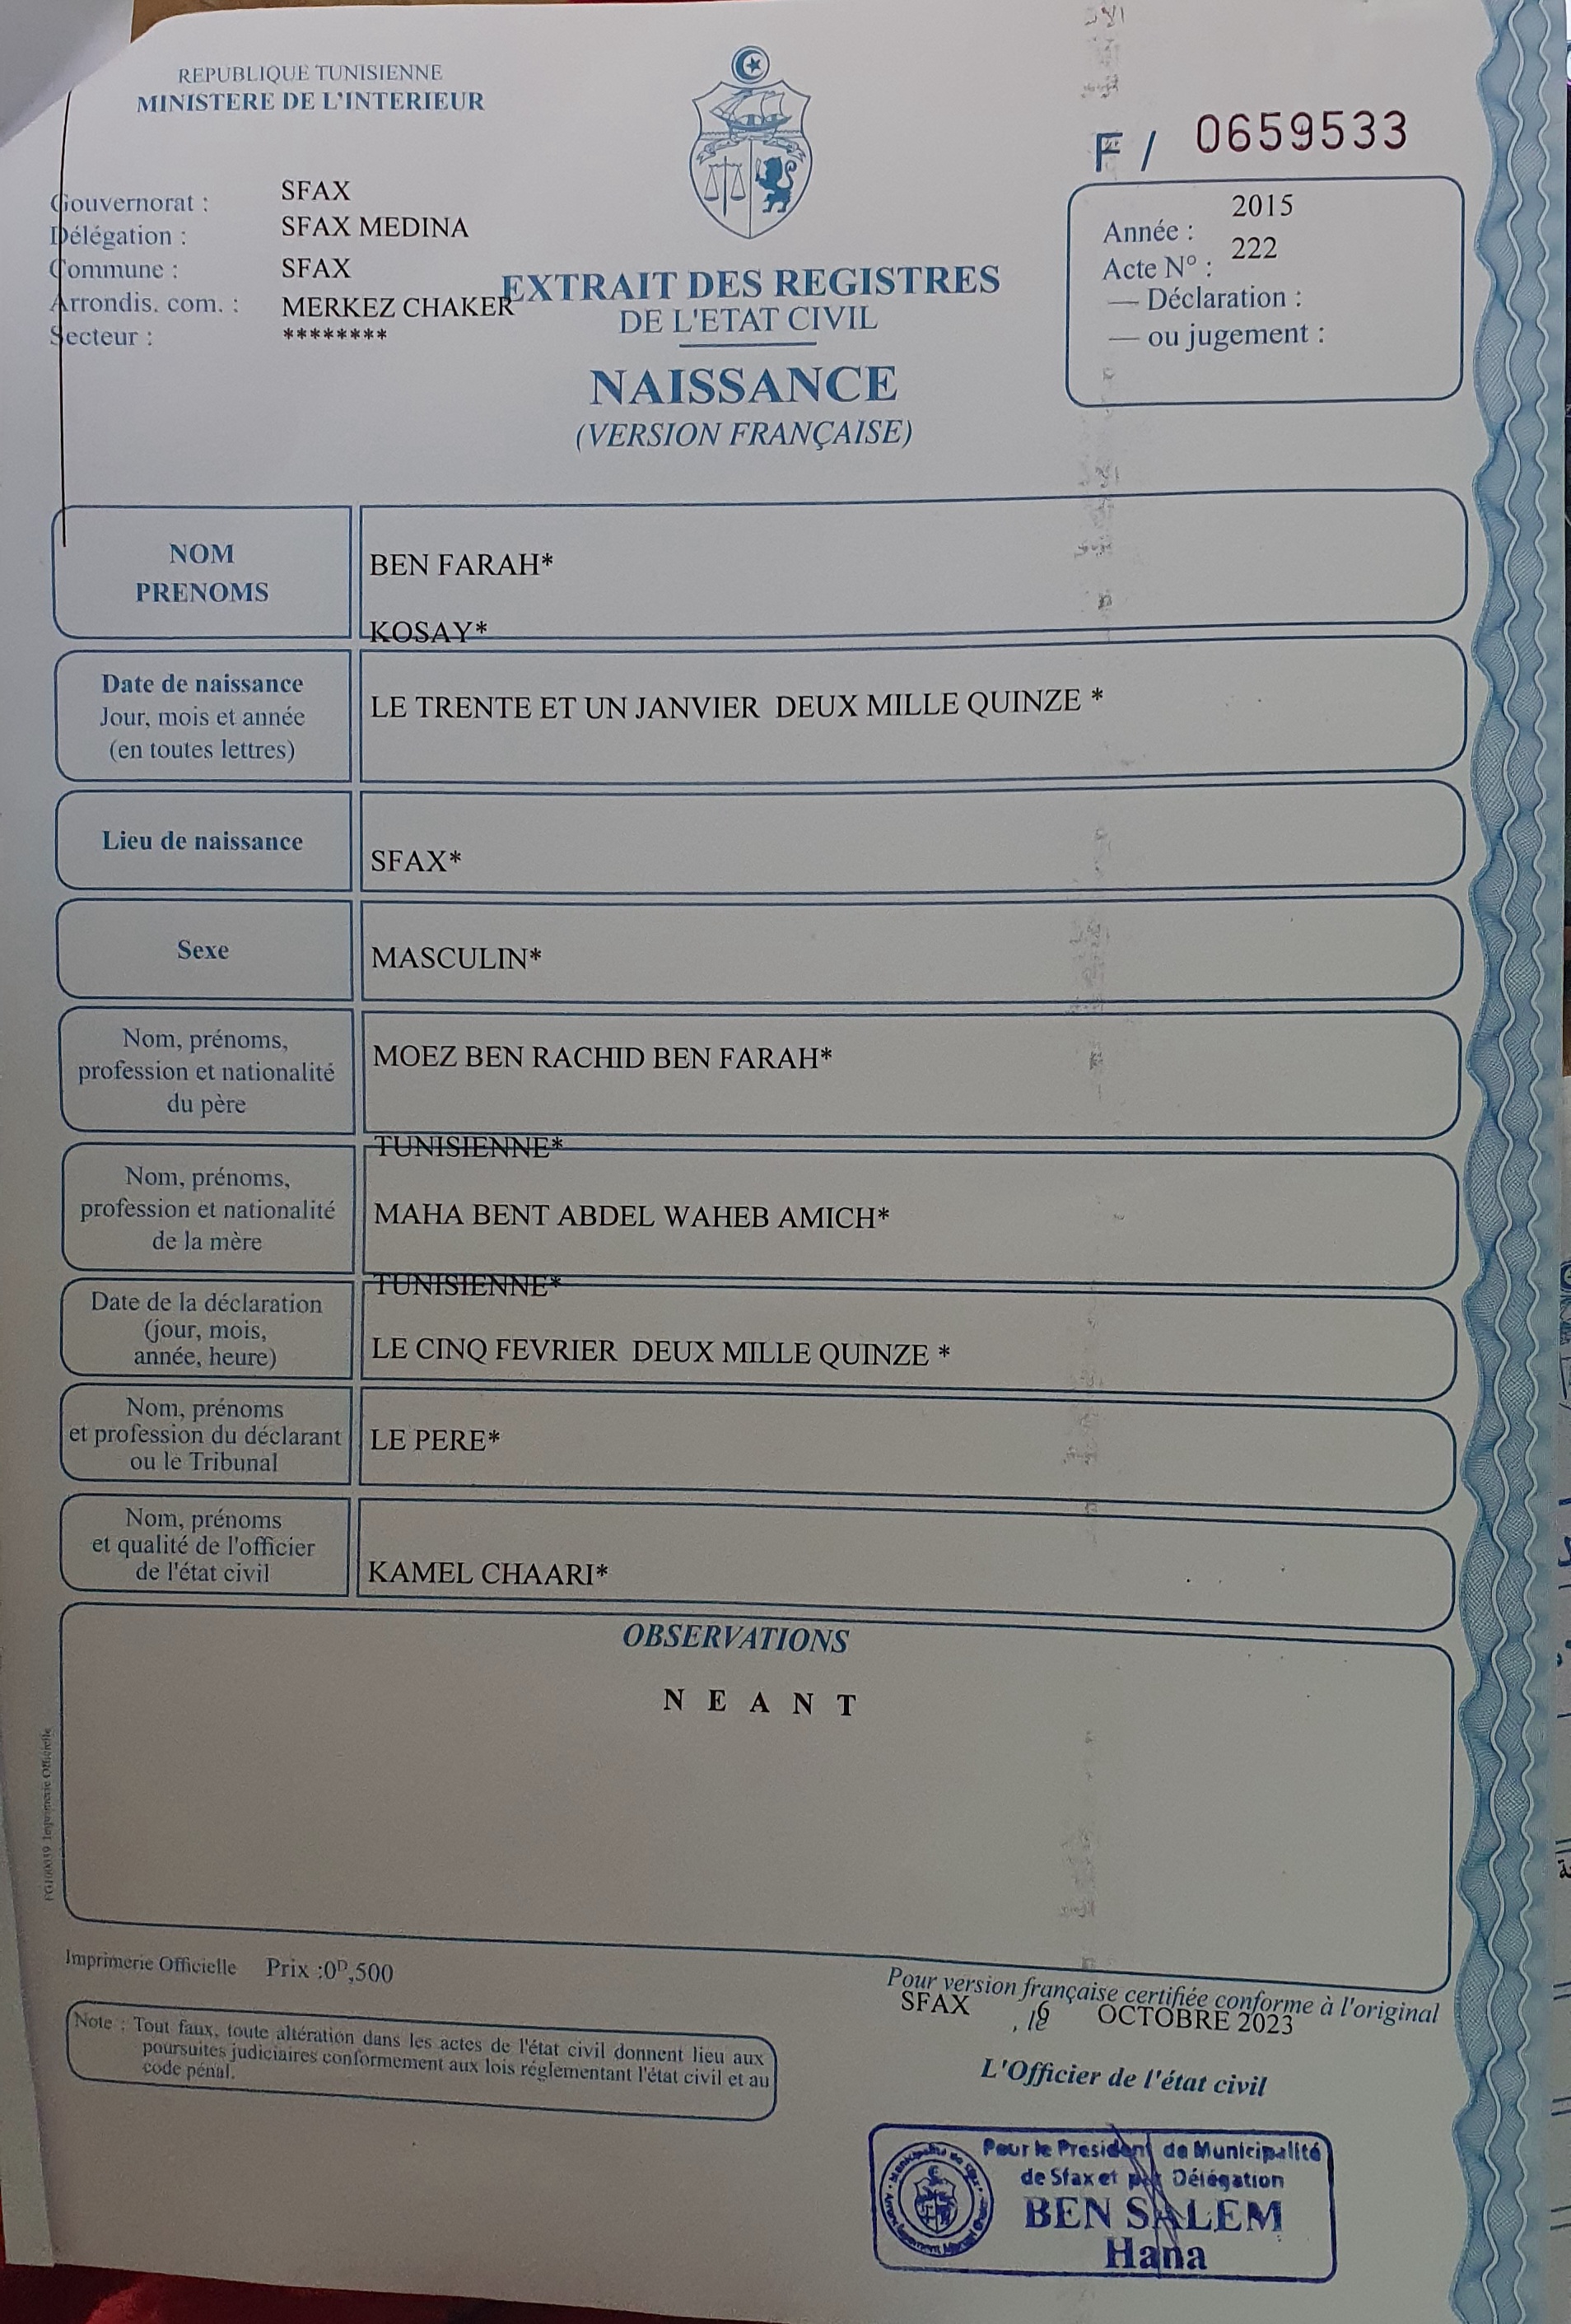 REPUBLIQUE TUNISIENNE
MINISTERE DE L'INTERIEUR
F / 0659533
Gouvernorat : SFAX
Délégation : SFAX MEDINA
Commune : SFAX
Arrondis. com. : MERKEZ CHAKER
Secteur : ********
EXTRAIT DES REGISTRES
DE L'ETAT CIVIL
NAISSANCE
(VERSION FRANÇAISE)
Année : 2015
Acte N° : 222
— Déclaration :
— ou jugement :
NOM
PRENOMS
BEN FARAH*
KOSAY*
Date de naissance
Jour, mois et année
(en toutes lettres)
LE TRENTE ET UN JANVIER DEUX MILLE QUINZE *
Lieu de naissance
SFAX*
Sexe
MASCULIN*
Nom, prénoms,
profession et nationalité
du père
MOEZ BEN RACHID BEN FARAH*
TUNISIENNE*
Nom, prénoms,
profession et nationalité
de la mère
MAHA BENT ABDEL WAHEB AMICH*
TUNISIENNE*
Date de la déclaration
(jour, mois,
année, heure)
LE CINQ FEVRIER DEUX MILLE QUINZE *
Nom, prénoms
et profession du déclarant
ou le Tribunal
LE PERE*
Nom, prénoms
et qualité de l'officier
de l'état civil
KAMEL CHAARI*
OBSERVATIONS
N E A N T
Imprimerie Officielle
Imprimerie Officielle Prix :0ᴰ,500
Pour version française certifiée conforme à l'original
SFAX , le 6 OCTOBRE 2023
Note : Tout faux, toute altération dans les actes de l'état civil donnent lieu aux
poursuites judiciaires conformement aux lois réglementant l'état civil et au
code pénal.
L'Officier de l'état civil
Pour le President de Municipalité
de Sfax et par Délégation
BEN SALEM
Hana